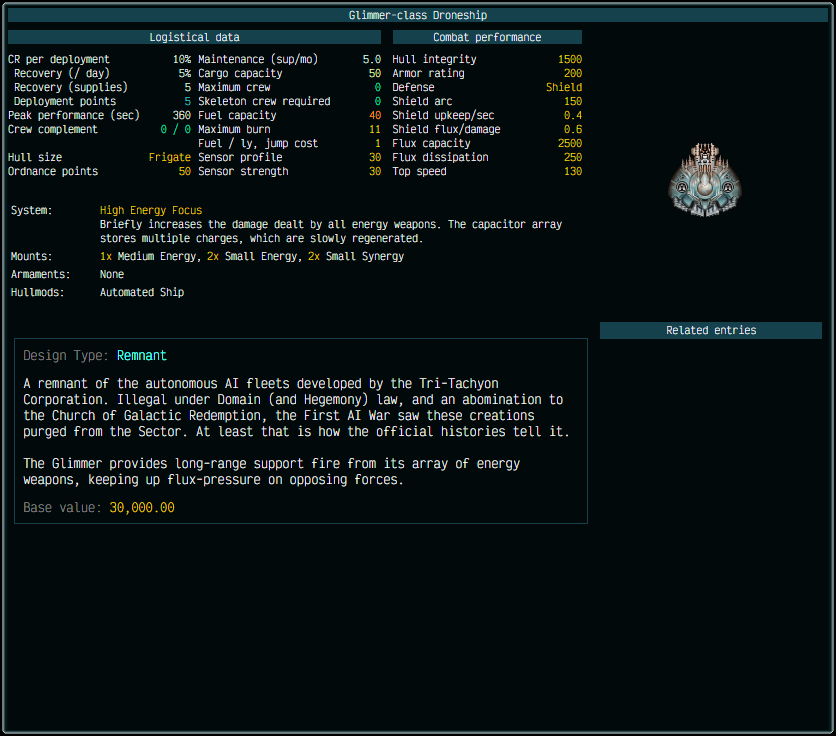 Glimmer-class Droneship
Logistical data
Combat performance
CR per deployment 10% Maintenance (sup/mo) 5.0 Hull integrity 1500
Recovery (/ day) 5% Cargo capacity 50 Armor rating 200
Recovery (supplies) 5 Maximum crew 0 Defense Shield
Deployment points 5 Skeleton crew required 0 Shield arc 150
Peak performance (sec) 360 Fuel capacity 40 Shield upkeep/sec 0.4
Crew complement 0 / 0 Maximum burn 11 Shield flux/damage 0.6
Fuel / ly, jump cost 1 Flux capacity 2500
Hull size Frigate Sensor profile 30 Flux dissipation 250
Ordnance points 50 Sensor strength 30 Top speed 130
System: High Energy Focus
Briefly increases the damage dealt by all energy weapons. The capacitor array
stores multiple charges, which are slowly regenerated.
Mounts: 1x Medium Energy, 2x Small Energy, 2x Small Synergy
Armaments: None
Hullmods: Automated Ship
Related entries
Design Type: Remnant
A remnant of the autonomous AI fleets developed by the Tri-Tachyon
Corporation. Illegal under Domain (and Hegemony) law, and an abomination to
the Church of Galactic Redemption, the First AI War saw these creations
purged from the Sector. At least that is how the official histories tell it.
The Glimmer provides long-range support fire from its array of energy
weapons, keeping up flux-pressure on opposing forces.
Base value: 30,000.00